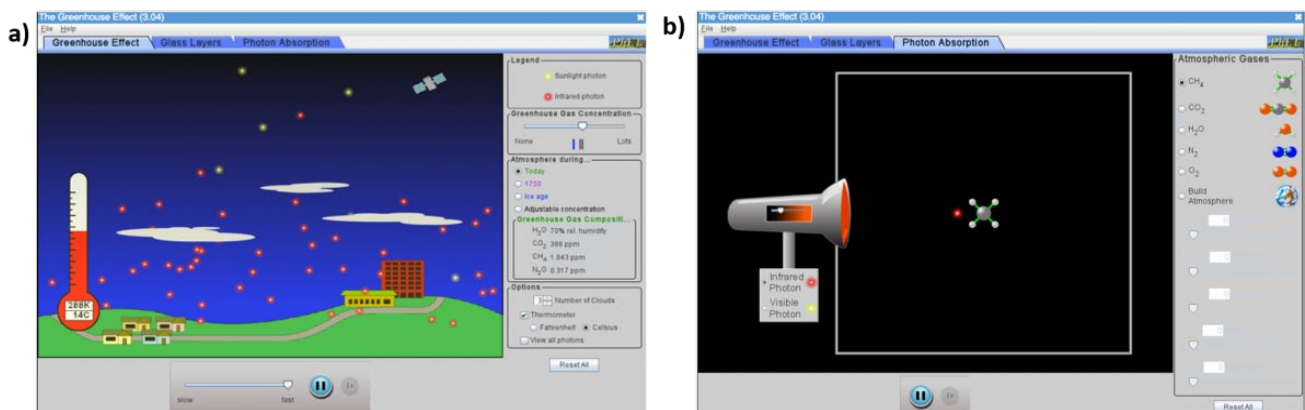 a)
The Greenhouse Effect (3.04)
File Help
Greenhouse Effect Glass Layers Photon Absorption
Legend
Sunlight photon
Infrared photon
Greenhouse Gas Concentration
None Lots
Atmosphere during...
Today
1750
Ice age
Adjustable concentration
Greenhouse Gas Compositi...
H2O 70% rel. humidity
CO2 388 ppm
CH4 1.843 ppm
N2O 0.317 ppm
Options
3 Number of Clouds
Thermometer
Fahrenheit Celsius
View all photons
288K
14C
Reset All
slow fast
b)
The Greenhouse Effect (3.04)
File Help
Greenhouse Effect Glass Layers Photon Absorption
Atmospheric Gases
CH4
CO2
H2O
N2
O2
Build
Atmosphere
Infrared
Photon
Visible
Photon
Reset All